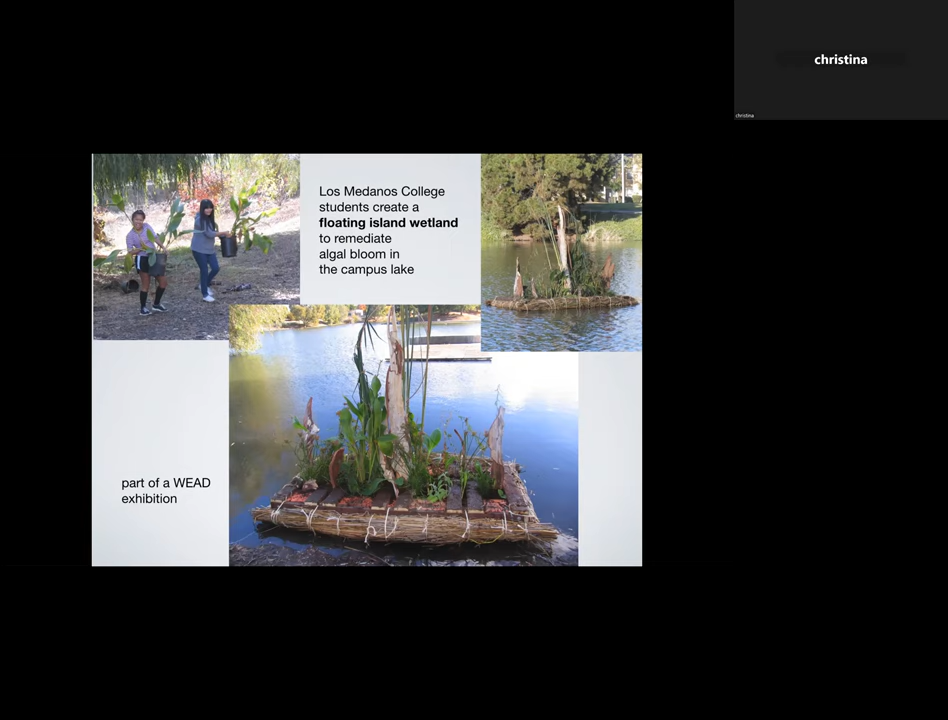 christina
christina
Los Medanos College
students create a
floating island wetland
to remediate
algal bloom in
the campus lake
part of a WEAD
exhibition